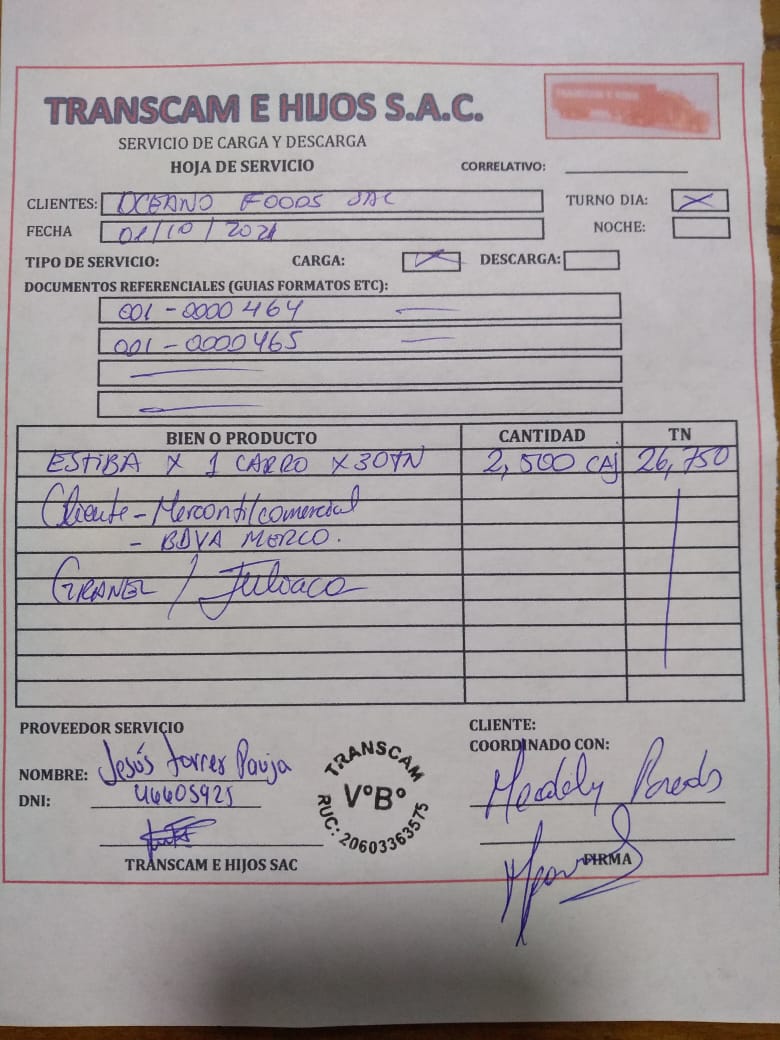 TRANSCAM E HIJOS S.A.C.
SERVICIO DE CARGA Y DESCARGA
HOJA DE SERVICIO
CORRELATIVO:
CLIENTES: OCEANO FOODS SAC
TURNO DIA: X
FECHA 01/10/2021
NOCHE:
TIPO DE SERVICIO: CARGA: X DESCARGA:
DOCUMENTOS REFERENCIALES (GUIAS FORMATOS ETC):
001-0000464
001-0000465
BIEN O PRODUCTO CANTIDAD TN
ESTIBA X 1 CARRO X 30TN 2,500 CAJ 26,750
Cliente - Mercantil comercial
- BDVA MERCO.
GRANEL / Juliaca
PROVEEDOR SERVICIO
CLIENTE:
COORDINADO CON:
NOMBRE: Jesús Torres Pauja
DNI: 46605925
TRANSCAM
V°B°
RUC: 20603363575
TRANSCAM E HIJOS SAC
FIRMA